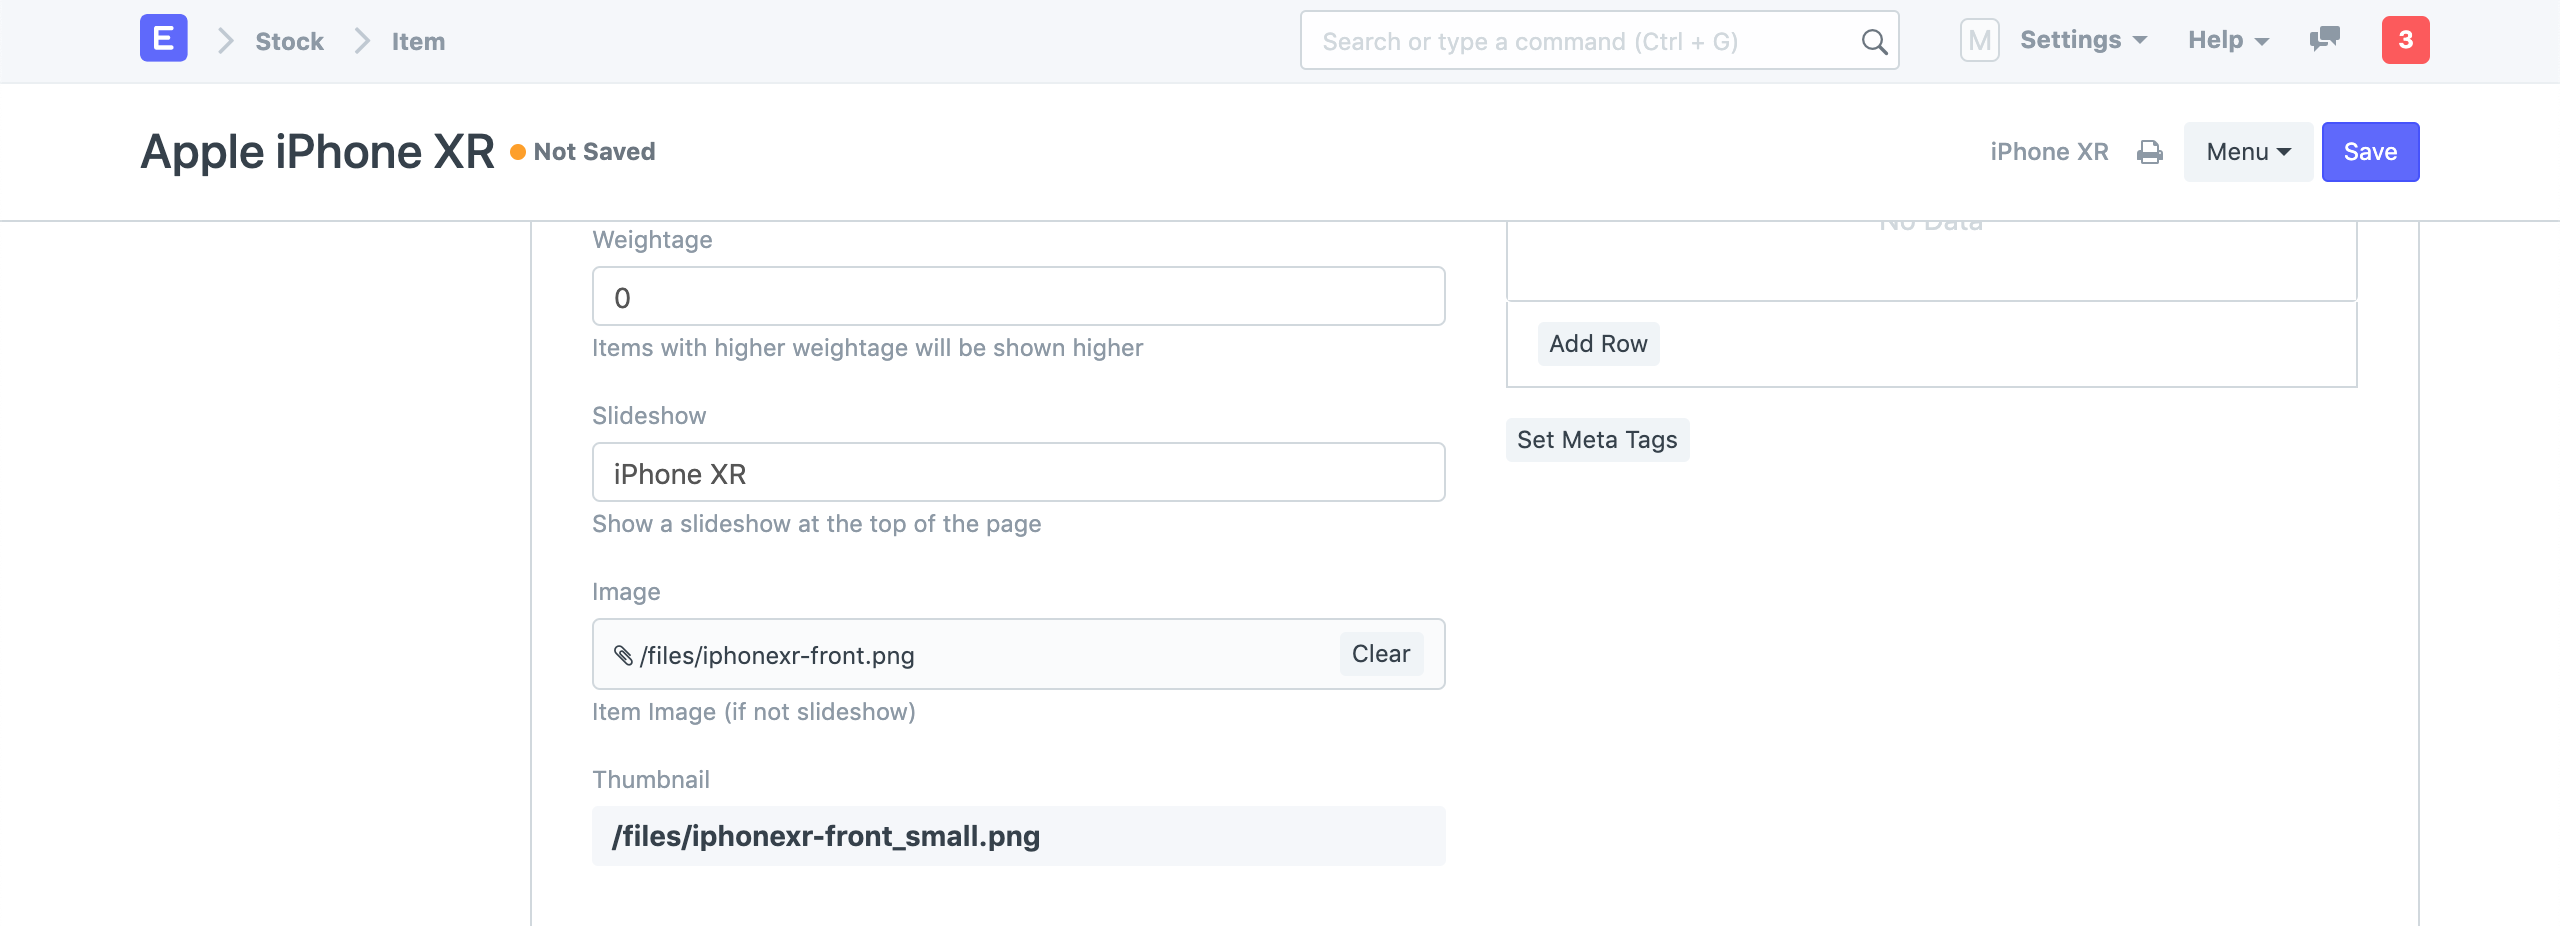 E Stock Item Search or type a command (Ctrl + G) M Settings Help 3
Apple iPhone XR Not Saved iPhone XR Menu Save
No Data
Weightage
0
Items with higher weightage will be shown higher
Add Row
Slideshow
Set Meta Tags
iPhone XR
Show a slideshow at the top of the page
Image
/files/iphonexr-front.png Clear
Item Image (if not slideshow)
Thumbnail
/files/iphonexr-front_small.png